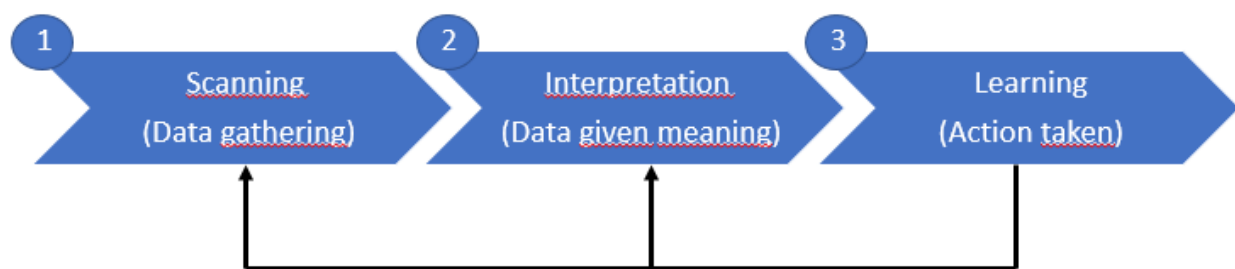 1
Scanning
(Data gathering)
2
Interpretation
(Data given meaning)
3
Learning
(Action taken)